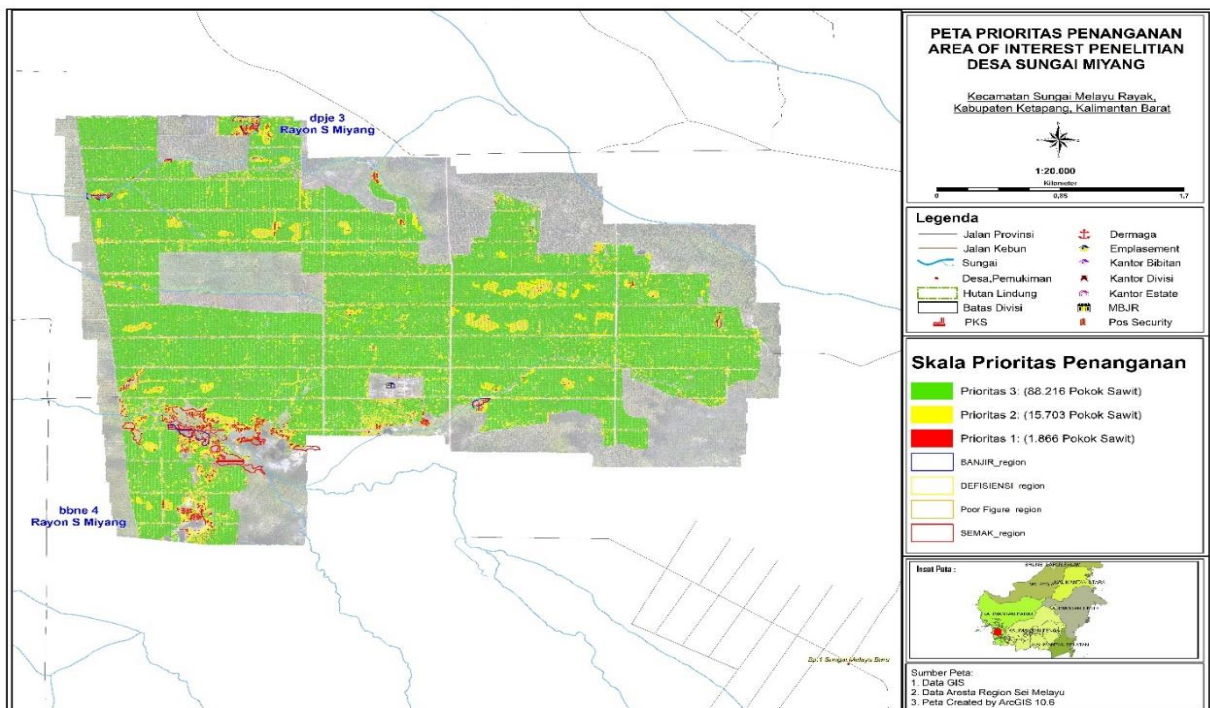 PETA PRIORITAS PENANGANAN
AREA OF INTEREST PENELITIAN
DESA SUNGAI MIYANG
Kecamatan Sungai Melayu Rayak,
Kabupaten Ketapang, Kalimantan Barat
1:20.000
Kilometer
0 0,85 1,7
dpje 3
Rayon S Miyang
bbne 4
Rayon S Miyang
Legenda
Jalan Provinsi
Jalan Kebun
Sungai
Desa,Pemukiman
Hutan Lindung
Batas Divisi
PKS
Dermaga
Emplasement
Kantor Bibitan
Kantor Divisi
Kantor Estate
MBJR
Pos Security
Skala Prioritas Penanganan
Prioritas 3: (88.216 Pokok Sawit)
Prioritas 2: (15.703 Pokok Sawit)
Prioritas 1: (1.866 Pokok Sawit)
BANJIR_region
DEFISIENSI region
Poor Figure region
SEMAK_region
Inset Peta :
Sungai Melayu Baru
Sumber Peta:
1. Data GIS
2. Data Aresta Region Sei Melayu
3. Peta Created by ArcGIS 10.6